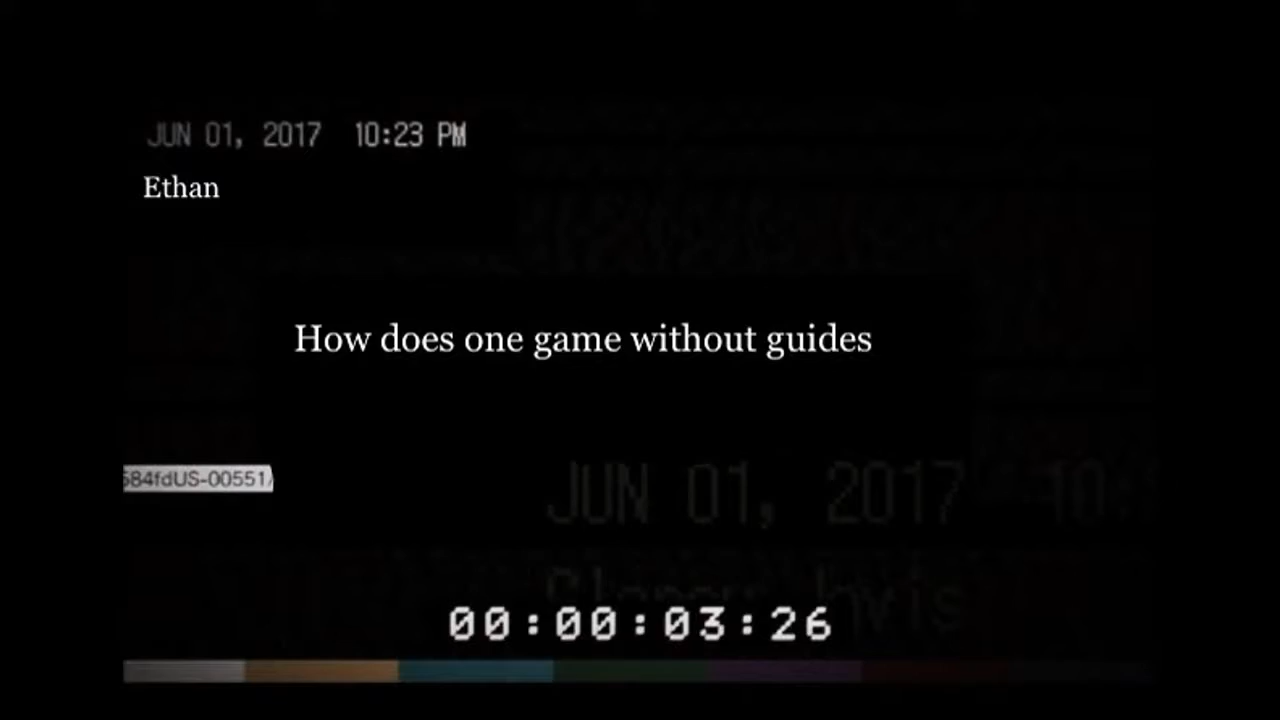 JUN 01, 2017 10:23 PM
Ethan
How does one game without guides
584fdUS-00551/
JUN 01, 2017 10:
00:00:03:26